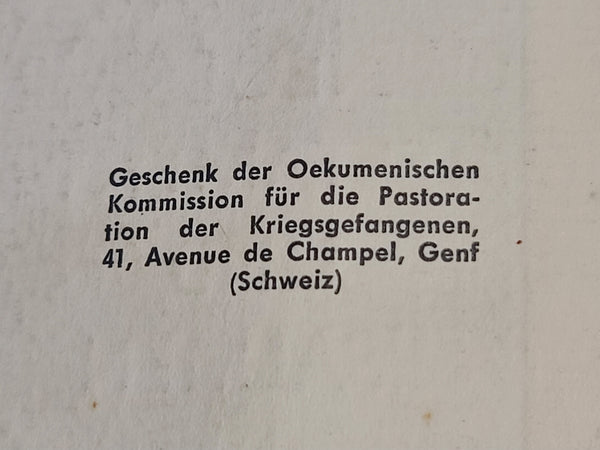 Geschenk der Oekumenischen
Kommission für die Pastora-
tion der Kriegsgefangenen,
41, Avenue de Champel, Genf
(Schweiz)